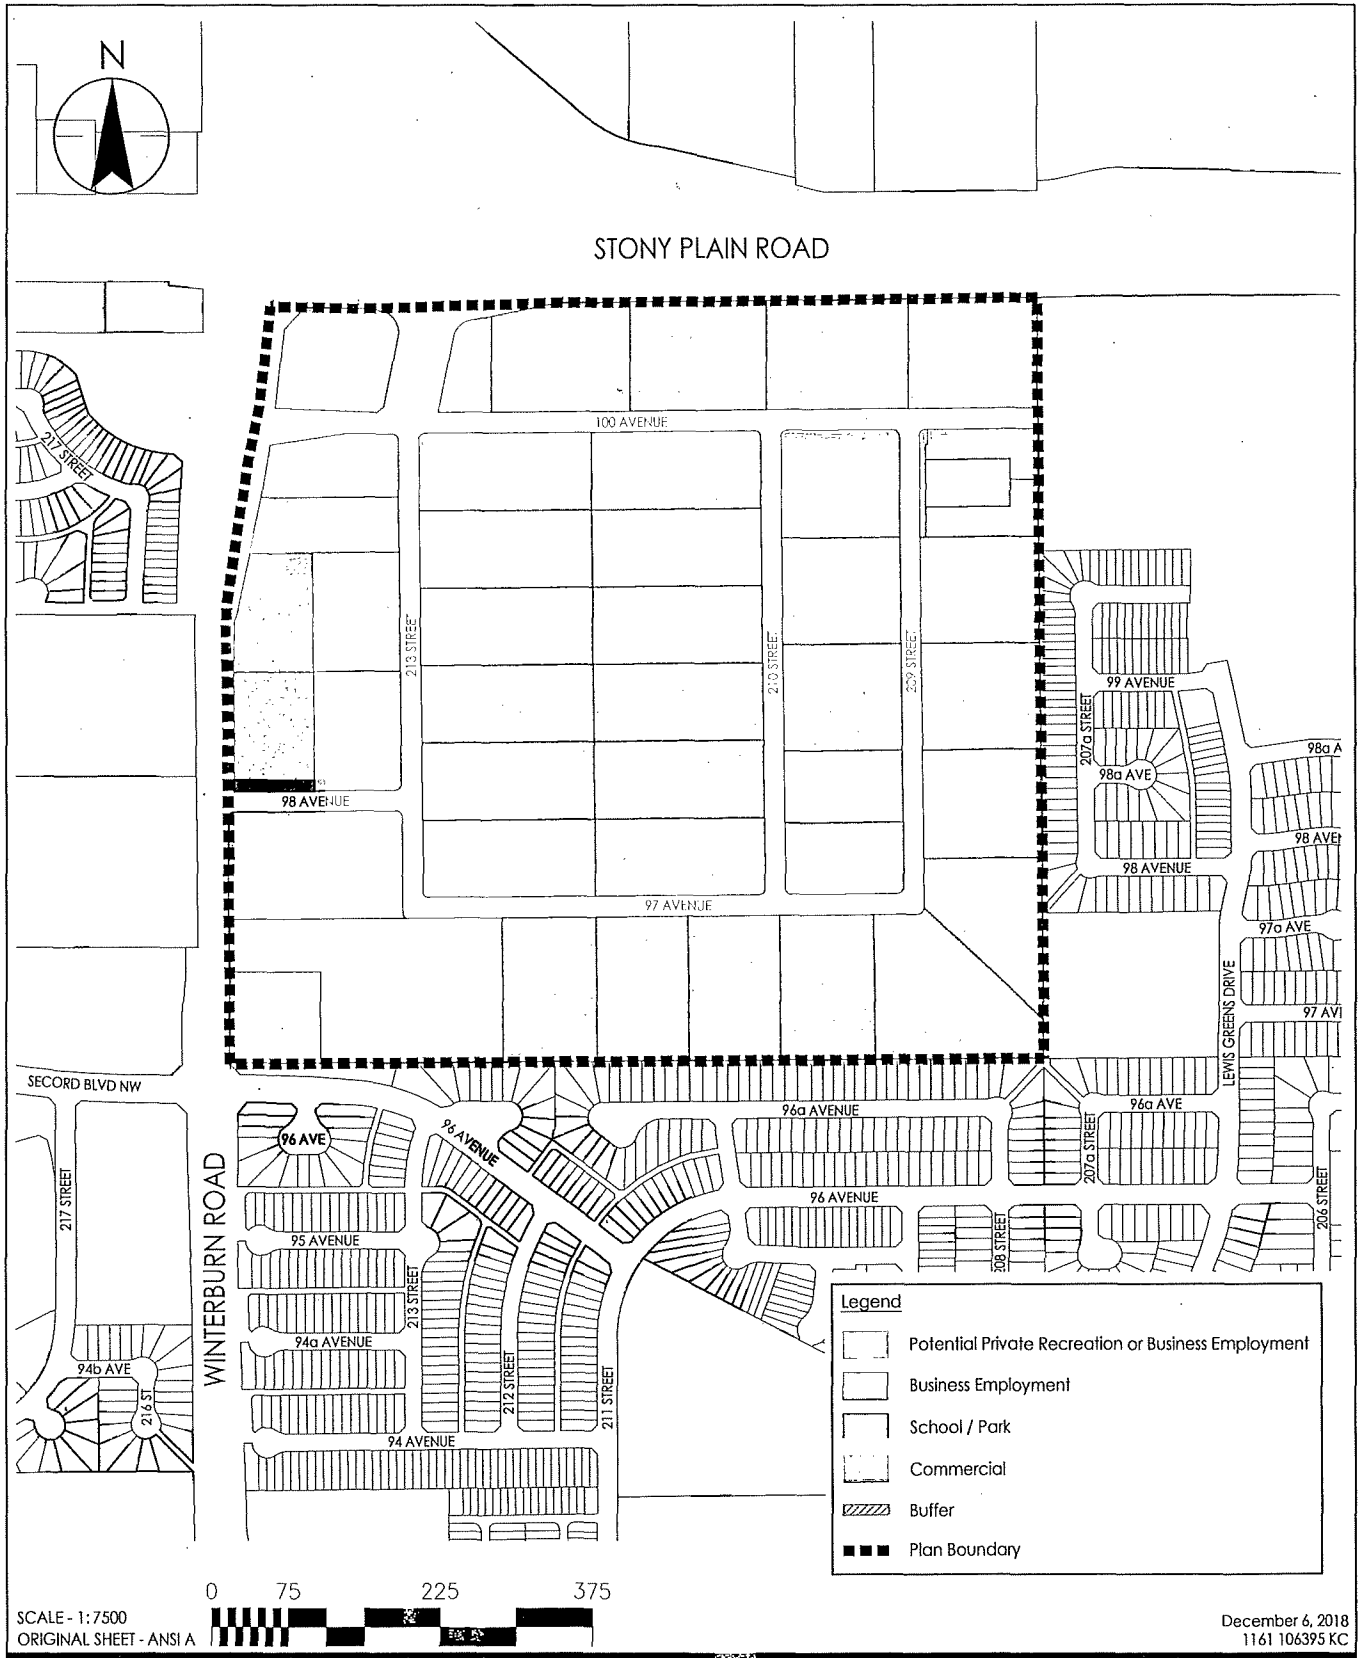 N
STONY PLAIN ROAD
100 AVENUE
217 STREET
213 STREET
210 STREET
209 STREET
99 AVENUE
207a STREET
98a A
98a AVE
98 AVENUE
98 AVE
98 AVENUE
97 AVENUE
97a AVE
LEWIS GREENS DRIVE
97 AVE
SECORD BLVD NW
96a AVENUE
96a AVE
96 AVE
96 AVENUE
207a STREET
217 STREET
WINTERBURN ROAD
96 AVENUE
206 STREET
95 AVENUE
208 STREET
213 STREET
94a AVENUE
94b AVE
216 ST
212 STREET
211 STREET
94 AVENUE
Legend
Potential Private Recreation or Business Employment
Business Employment
School / Park
Commercial
Buffer
Plan Boundary
0 75 225 375
SCALE - 1:7500
ORIGINAL SHEET - ANSI A
December 6, 2018
1161 106395 KC